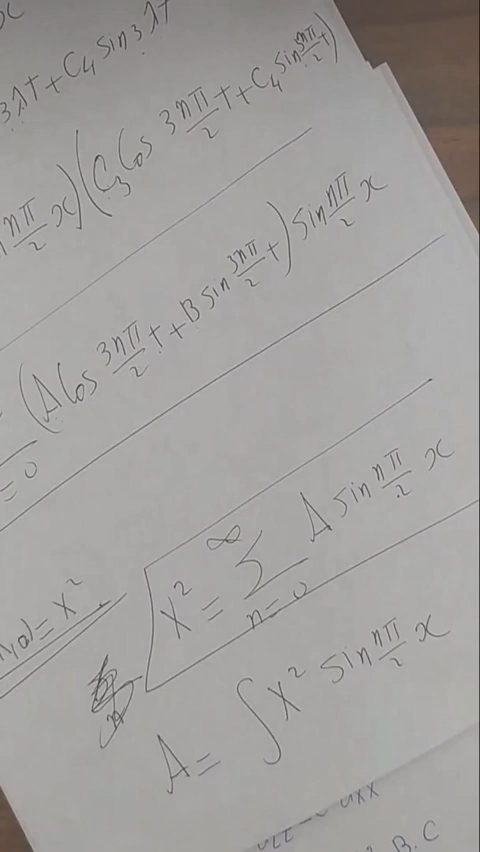 3λT + C₄ sin 3λT
nπ/2 x) (C₃ Cos 3nπ/2 t + C₄ sin 3nπ/2 t)
= (A Cos 3nπ/2 t + B sin 3nπ/2 t) sin nπ/2 x
= 0
x² = ∑_{n=0}^{∞} A sin nπ/2 x
= x²
A = ∫ x² sin nπ/2 x
B.C